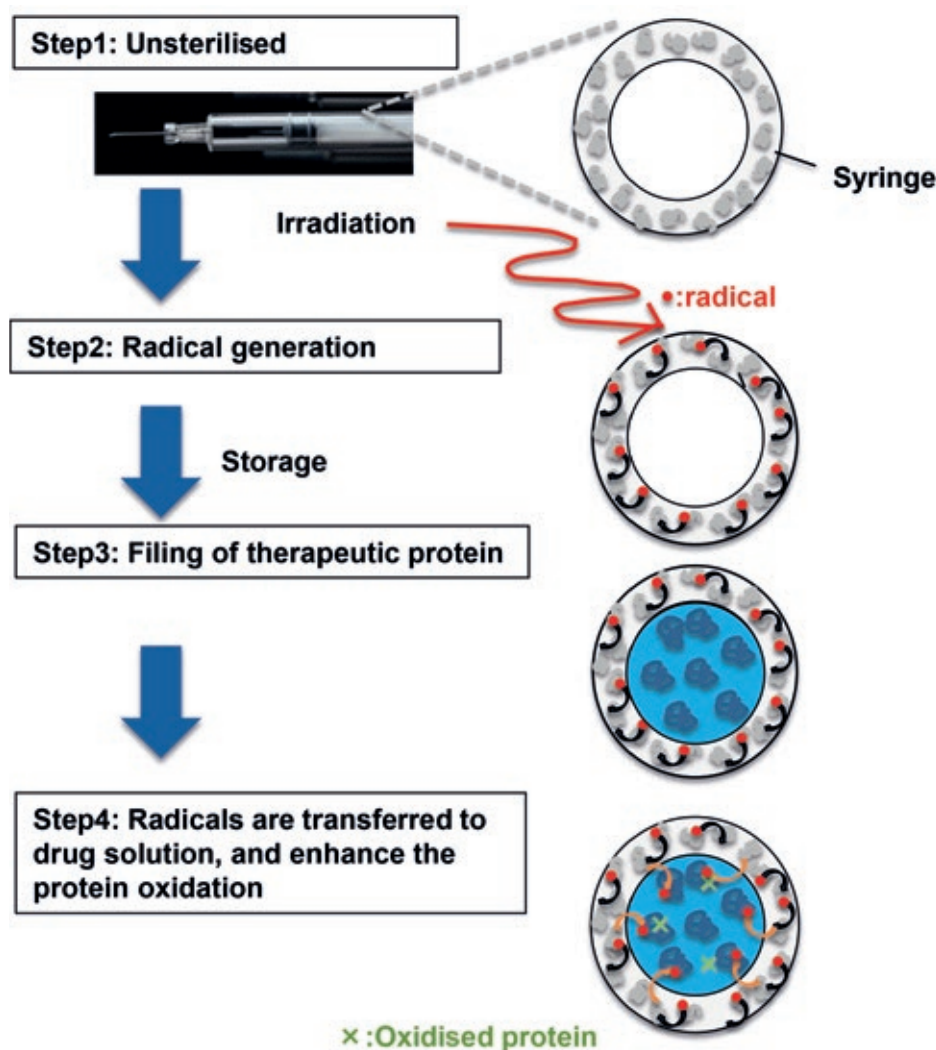 Step1: Unsterilised
Syringe
Irradiation
●:radical
Step2: Radical generation
Storage
Step3: Filing of therapeutic protein
Step4: Radicals are transferred to
drug solution, and enhance the
protein oxidation
×:Oxidised protein